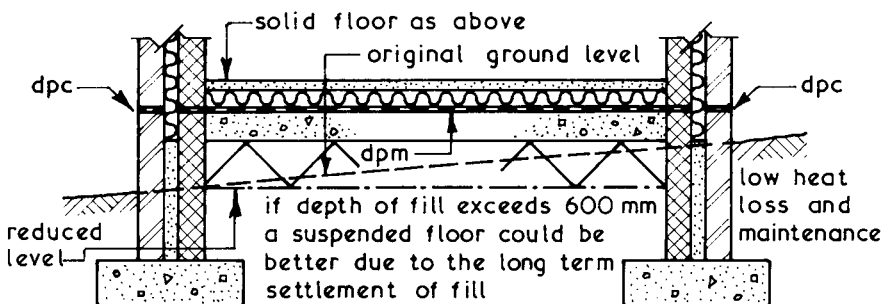 solid floor as above
original ground level
dpc
dpc
dpm
reduced
level
if depth of fill exceeds 600 mm
a suspended floor could be
better due to the long term
settlement of fill
low heat
loss and
maintenance